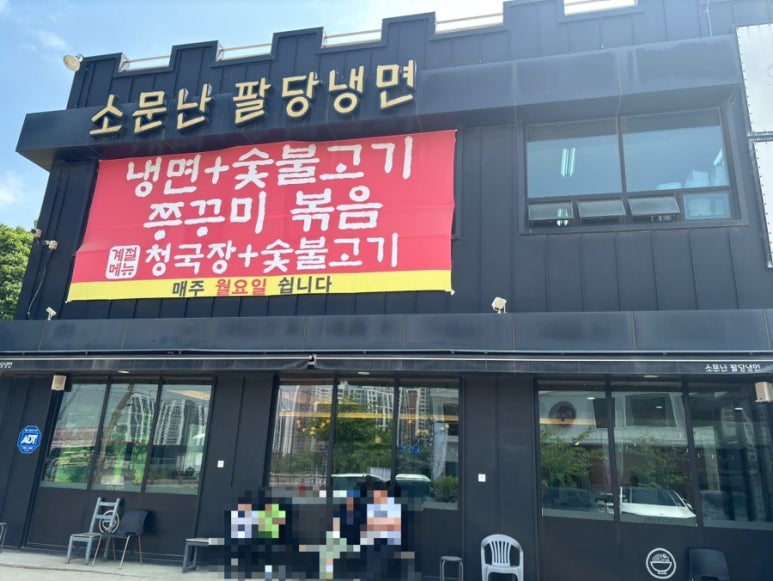 소문난 팔당냉면
냉면+숯불고기
쭈꾸미 볶음
계절
메뉴
청국장+숯불고기
매주 월요일 쉽니다
소문난 팔당냉면
ADT